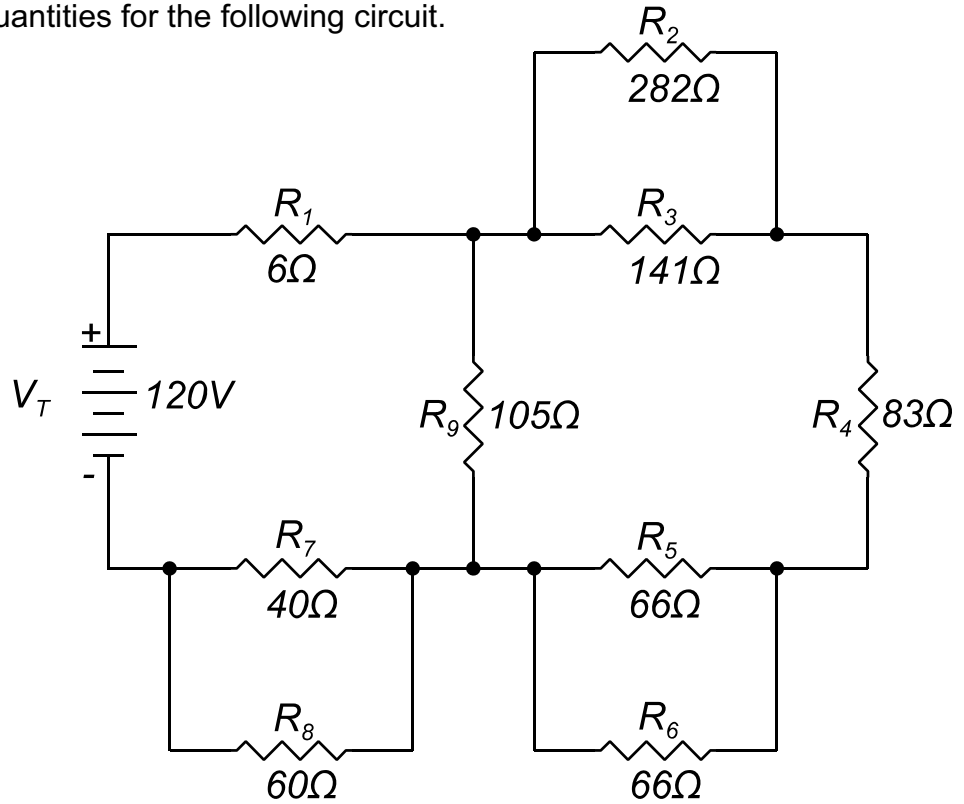 quantities for the following circuit.
R2
282Ω
R1
6Ω
R3
141Ω
+
VT
120V
-
R9
105Ω
R4
83Ω
R7
40Ω
R5
66Ω
R8
60Ω
R6
66Ω